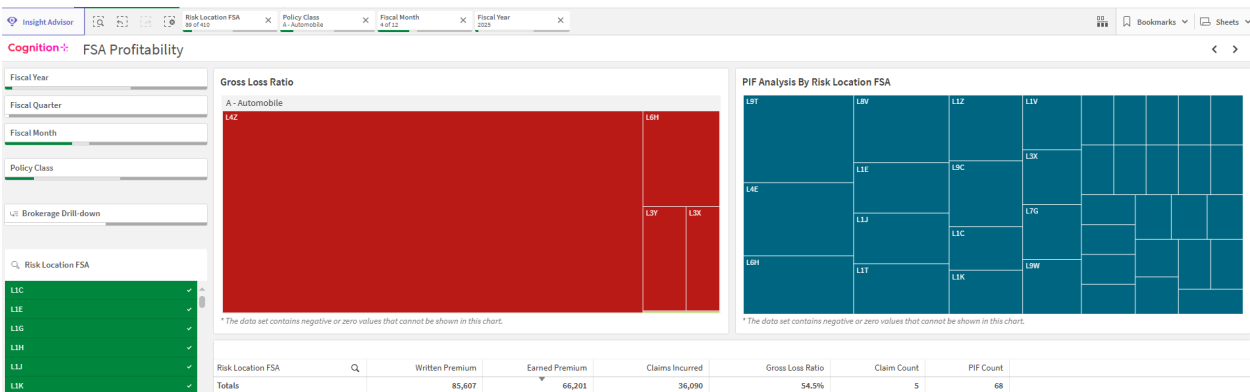 Insight Advisor
Risk Location FSA
89 of 410
Policy Class
A - Automobile
Fiscal Month
4 of 12
Fiscal Year
2025
Bookmarks
Sheets
Cognition
FSA Profitability
Fiscal Year
Fiscal Quarter
Fiscal Month
Policy Class
Brokerage Drill-down
Risk Location FSA
L1C
L1E
L1G
L1H
L1J
L1K
Gross Loss Ratio
A - Automobile
L4Z
L6H
L3Y
L3X
* The data set contains negative or zero values that cannot be shown in this chart.
PIF Analysis By Risk Location FSA
L9T
L8V
L1Z
L1V
L1E
L3X
L9C
L4E
L1J
L7G
L1C
L6H
L1T
L1K
L9W
* The data set contains negative or zero values that cannot be shown in this chart.
Risk Location FSA Written Premium Earned Premium Claims Incurred Gross Loss Ratio Claim Count PIF Count
Totals 85,607 66,201 36,090 54.5% 5 68